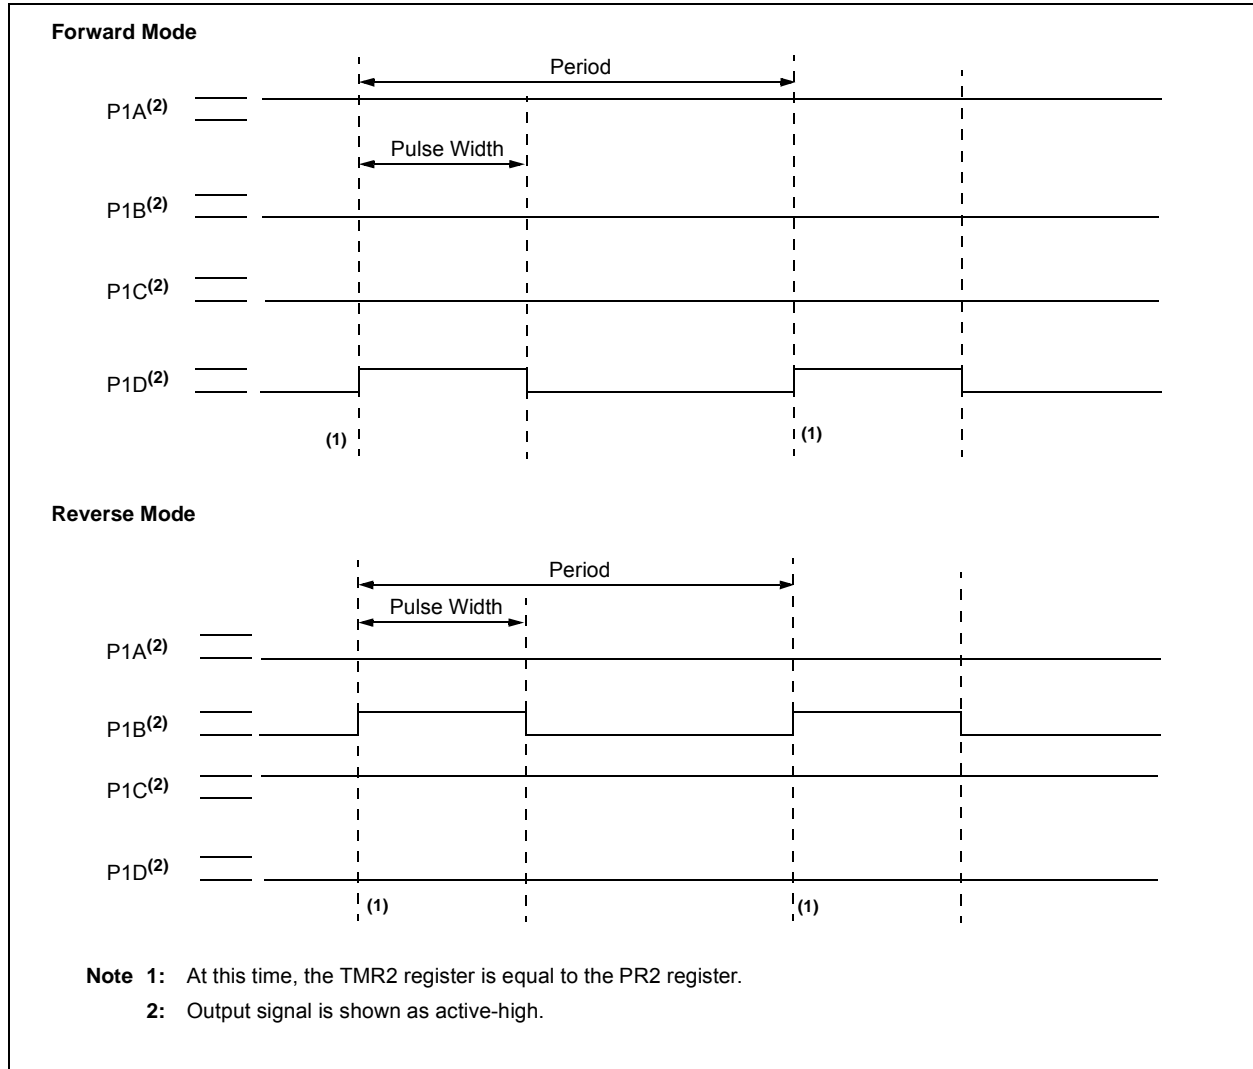 Forward Mode
Period
P1A(2)
Pulse Width
P1B(2)
P1C(2)
P1D(2)
(1)
(1)
Reverse Mode
Period
Pulse Width
P1A(2)
P1B(2)
P1C(2)
P1D(2)
(1)
(1)
Note 1: At this time, the TMR2 register is equal to the PR2 register.
2: Output signal is shown as active-high.